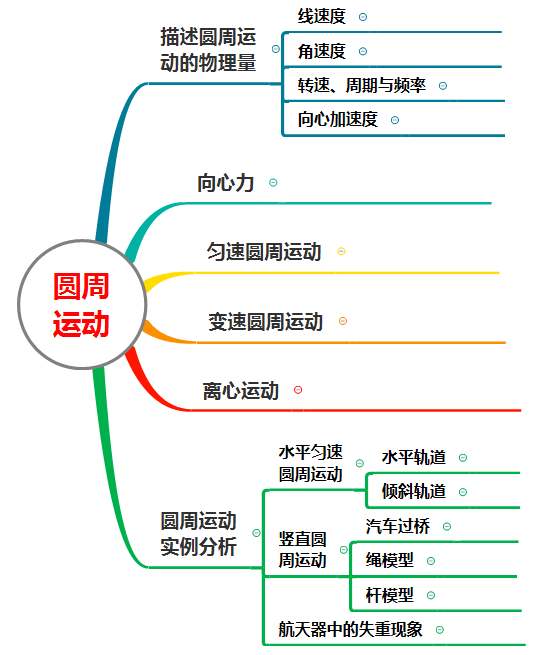 线速度
描述圆周运
动的物理量
角速度
转速、周期与频率
向心加速度
向心力
匀速圆周运动
圆周
运动
变速圆周运动
离心运动
水平匀速
圆周运动
水平轨道
倾斜轨道
圆周运动
实例分析
竖直圆
周运动
汽车过桥
绳模型
杆模型
航天器中的失重现象